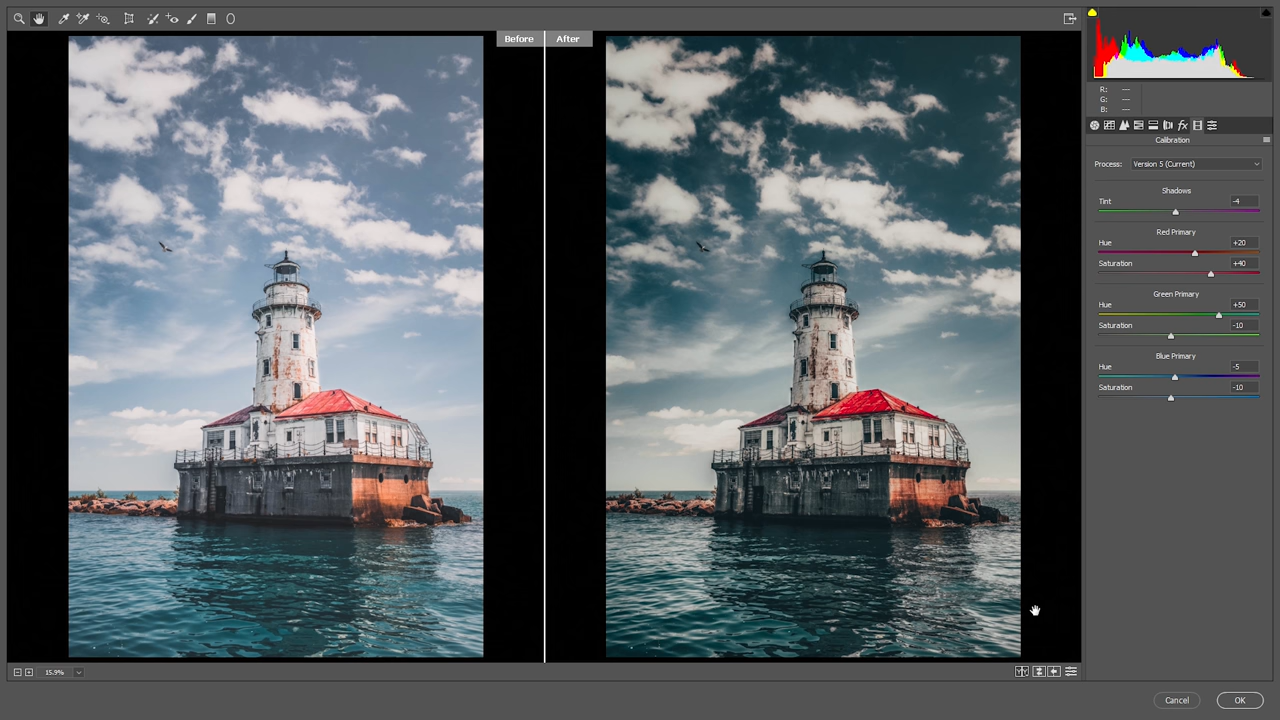 Before
After
R: ---
G: ---
B: ---
fx
Calibration
Process: Version 5 (Current)
Shadows
Tint -4
Red Primary
Hue +20
Saturation +40
Green Primary
Hue +50
Saturation -10
Blue Primary
Hue -5
Saturation -10
15.9%
Y Y
Cancel
OK